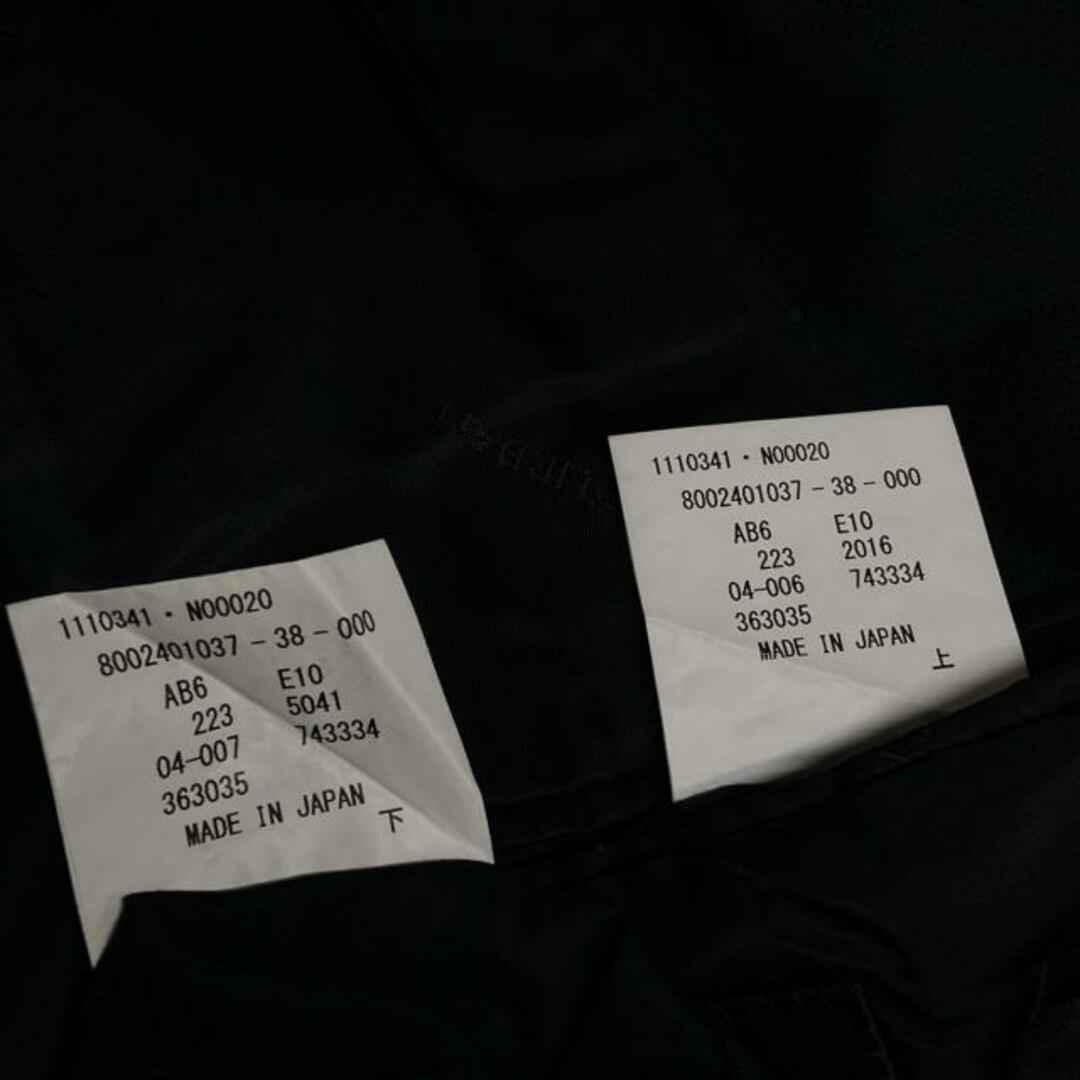 1110341・N00020
8002401037-38-000
AB6 E10
223 5041
04-007 743334
363035
MADE IN JAPAN
下
1110341・N00020
8002401037-38-000
AB6 E10
223 2016
04-006 743334
363035
MADE IN JAPAN
上